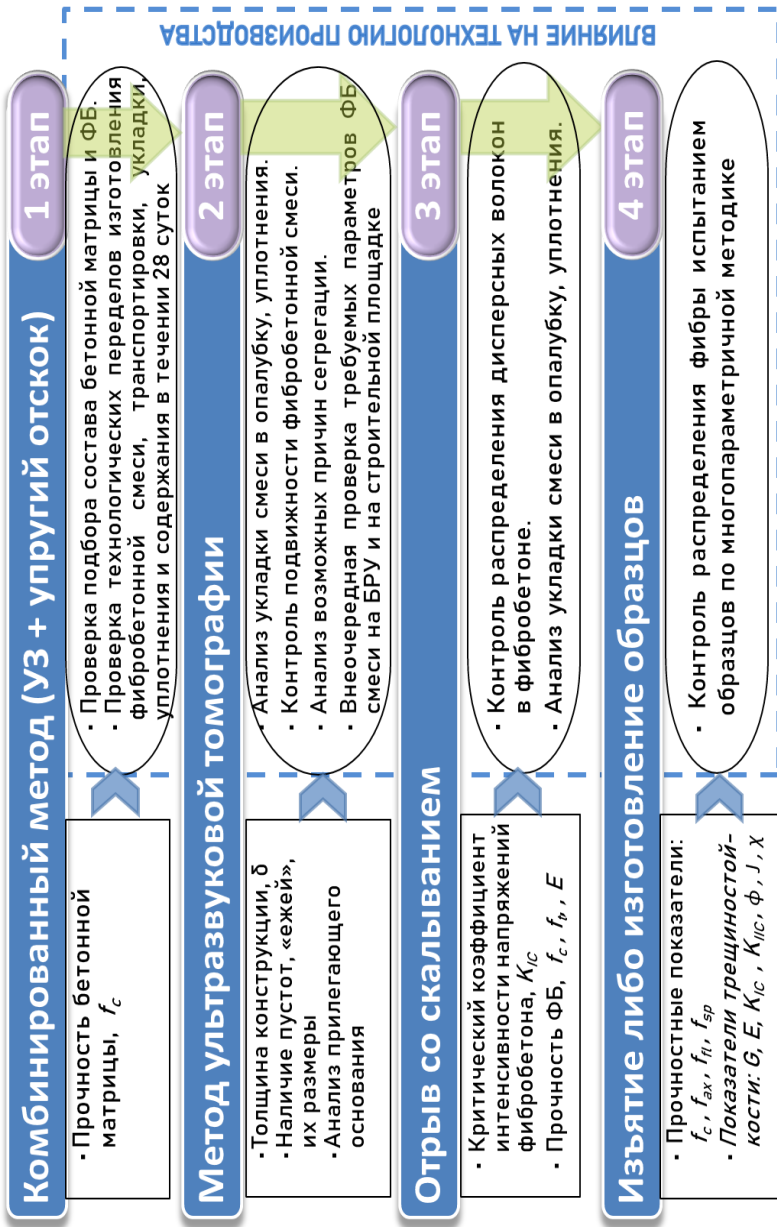 Комбинированный метод (УЗ + упругий отскок)
1 этап
· Прочность бетонной
матрицы, fc
· Проверка подбора состава бетонной матрицы и ФБ.
· Проверка технологических переделов изготовления
фибробетонной смеси, транспортировки, укладки,
уплотнения и содержания в течении 28 суток
Метод ультразвуковой томографии
2 этап
· Толщина конструкции, δ
· Наличие пустот, «ежей»,
их размеры
· Анализ прилегающего
основания
· Анализ укладки смеси в опалубку, уплотнения.
· Контроль подвижности фибробетонной смеси.
· Анализ возможных причин сегрегации.
· Внеочередная проверка требуемых параметров ФБ
смеси на БРУ и на строительной площадке
Отрыв со скалыванием
3 этап
· Критический коэффициент
интенсивности напряжений
фибробетона, KIC
· Прочность ФБ, fc, ft, E
· Контроль распределения дисперсных волокон
в фибробетоне.
· Анализ укладки смеси в опалубку, уплотнения.
Изъятие либо изготовление образцов
4 этап
· Прочностные показатели:
fc, fax, ffl, fsp
· Показатели трещиностой-
кости: G, E, KIC, KIIC, ϕ, J, χ
· Контроль распределения фибры испытанием
образцов по многопараметричной методике
ВЛИЯНИЕ НА ТЕХНОЛОГИЮ ПРОИЗВОДСТВА